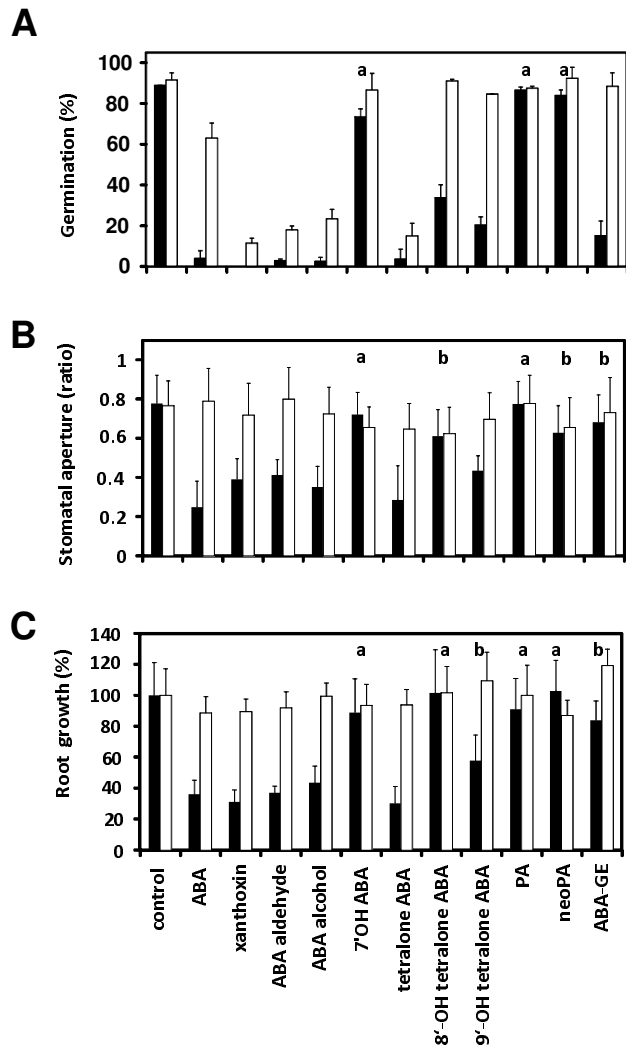 A
Germination (%)
100
80
60
40
20
0
a
a
a
B
Stomatal aperture (ratio)
1
0.8
0.6
0.4
0.2
0
a
b
a
b
b
C
Root growth (%)
140
120
100
80
60
40
20
0
a
a
b
a
a
b
control
ABA
xanthoxin
ABA aldehyde
ABA alcohol
7'OH ABA
tetralone ABA
8′-OH tetralone ABA
9′-OH tetralone ABA
PA
neoPA
ABA-GE